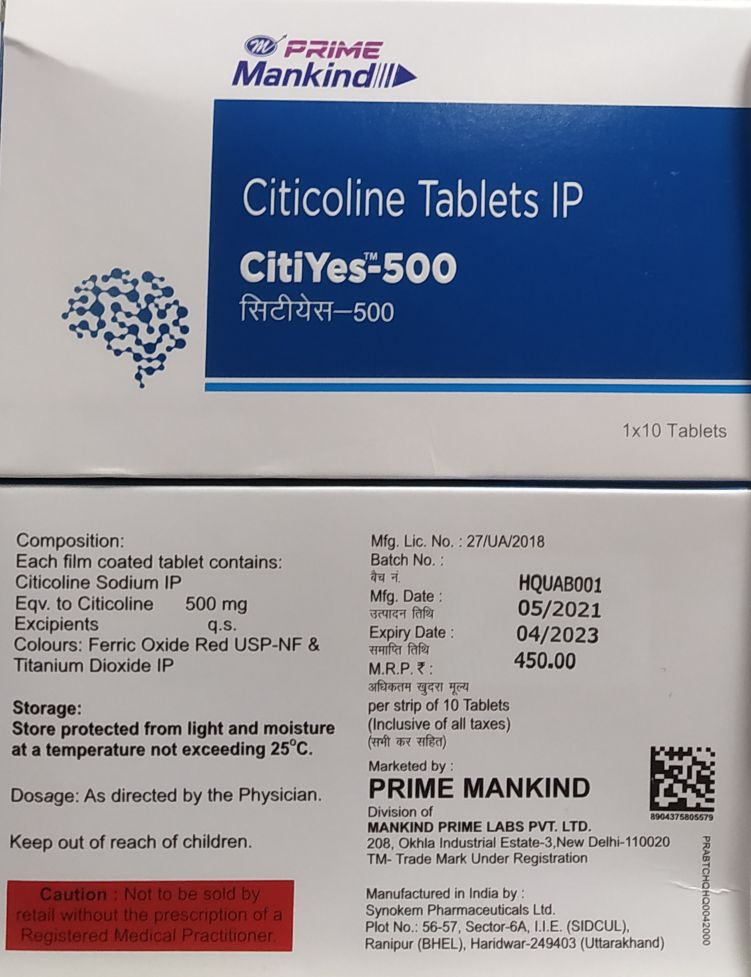 m PRIME
Mankind
Citicoline Tablets IP
CitiYes™-500
सिटीयेस–500
1x10 Tablets
Composition:
Each film coated tablet contains:
Citicoline Sodium IP
Eqv. to Citicoline 500 mg
Excipients q.s.
Colours: Ferric Oxide Red USP-NF &
Titanium Dioxide IP
Storage:
Store protected from light and moisture
at a temperature not exceeding 25°C.
Dosage: As directed by the Physician.
Keep out of reach of children.
Caution : Not to be sold by
retail without the prescription of a
Registered Medical Practitioner.
Mfg. Lic. No. : 27/UA/2018
Batch No. :
बैच नं. HQUAB001
Mfg. Date : 05/2021
उत्पादन तिथि
Expiry Date : 04/2023
समाप्ति तिथि
M.R.P. ₹ : 450.00
अधिकतम खुदरा मूल्य
per strip of 10 Tablets
(Inclusive of all taxes)
(सभी कर सहित)
Marketed by :
PRIME MANKIND
Division of
MANKIND PRIME LABS PVT. LTD.
208, Okhla Industrial Estate-3,New Delhi-110020
TM- Trade Mark Under Registration
Manufactured in India by :
Synokem Pharmaceuticals Ltd.
Plot No.: 56-57, Sector-6A, I.I.E. (SIDCUL),
Ranipur (BHEL), Haridwar-249403 (Uttarakhand)
8904375805579
PRABTCHQHQ0042000